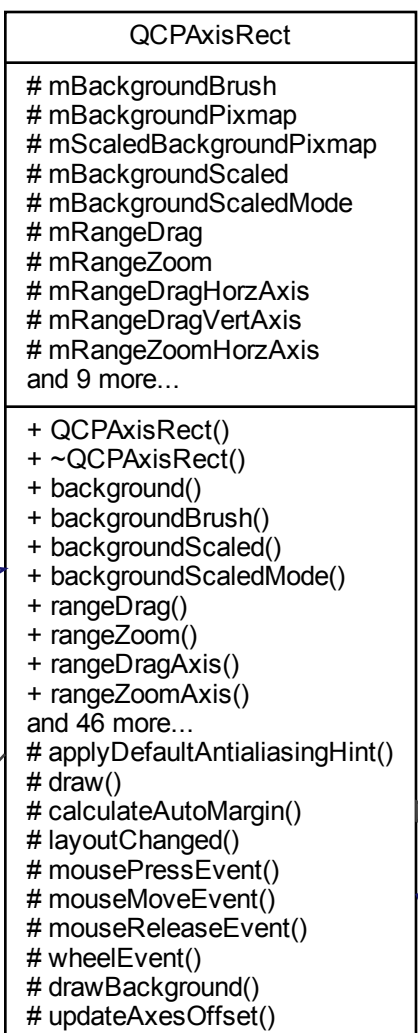 QCPAxisRect
# mBackgroundBrush
# mBackgroundPixmap
# mScaledBackgroundPixmap
# mBackgroundScaled
# mBackgroundScaledMode
# mRangeDrag
# mRangeZoom
# mRangeDragHorzAxis
# mRangeDragVertAxis
# mRangeZoomHorzAxis
and 9 more...
+ QCPAxisRect()
+ ~QCPAxisRect()
+ background()
+ backgroundBrush()
+ backgroundScaled()
+ backgroundScaledMode()
+ rangeDrag()
+ rangeZoom()
+ rangeDragAxis()
+ rangeZoomAxis()
and 46 more...
# applyDefaultAntialiasingHint()
# draw()
# calculateAutoMargin()
# layoutChanged()
# mousePressEvent()
# mouseMoveEvent()
# mouseReleaseEvent()
# wheelEvent()
# drawBackground()
# updateAxesOffset()